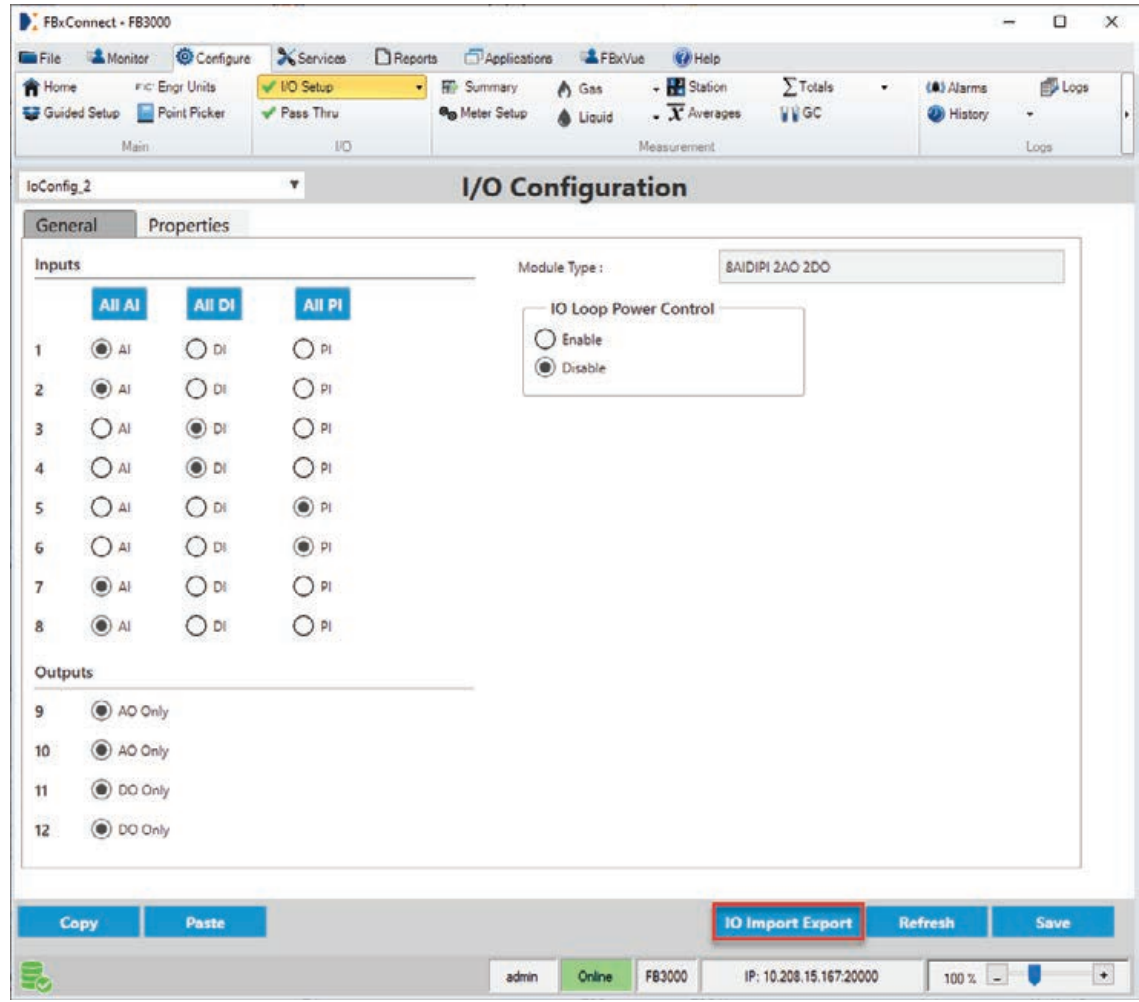 FBxConnect - FB3000
File Monitor Configure Services Reports Applications FBxVue Help
Home Engr Units I/O Setup Summary Gas Station Totals Alarms Logs
Guided Setup Point Picker Pass Thru Meter Setup Liquid Averages GC History
Main I/O Measurement Logs
IoConfig_2 I/O Configuration
General Properties
Inputs Module Type : 8AIDIPI 2AO 2DO
All AI All DI All PI IO Loop Power Control
1 AI DI PI Enable
Disable
2 AI DI PI
3 AI DI PI
4 AI DI PI
5 AI DI PI
6 AI DI PI
7 AI DI PI
8 AI DI PI
Outputs
9 AO Only
10 AO Only
11 DO Only
12 DO Only
Copy Paste IO Import Export Refresh Save
admin Online FB3000 IP: 10.208.15.167:20000 100 % - +